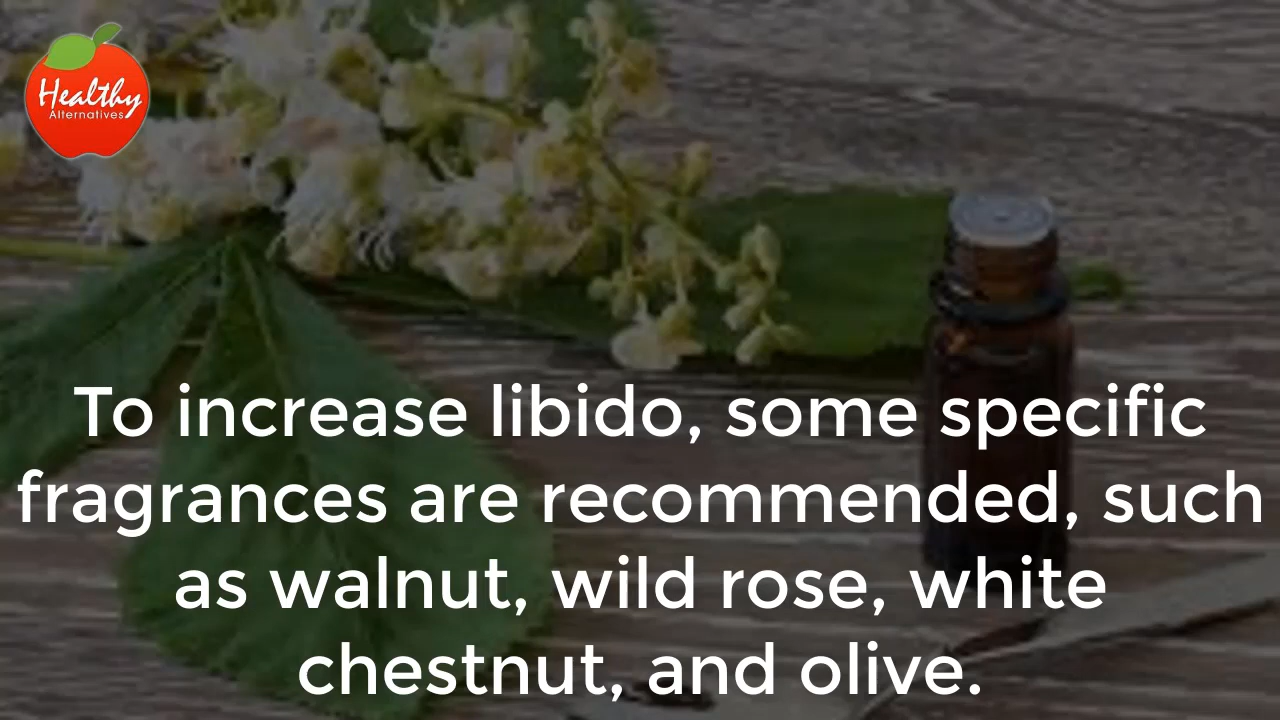 Healthy
Alternatives
To increase libido, some specific
fragrances are recommended, such
as walnut, wild rose, white
chestnut, and olive.